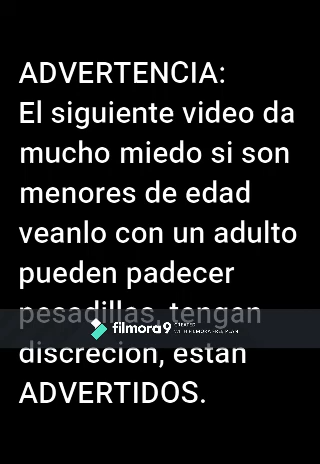 ADVERTENCIA:
El siguiente video da
mucho miedo si son
menores de edad
veanlo con un adulto
pueden padecer
pesadillas, tengan
filmora9
discrecion, estan
ADVERTIDOS.